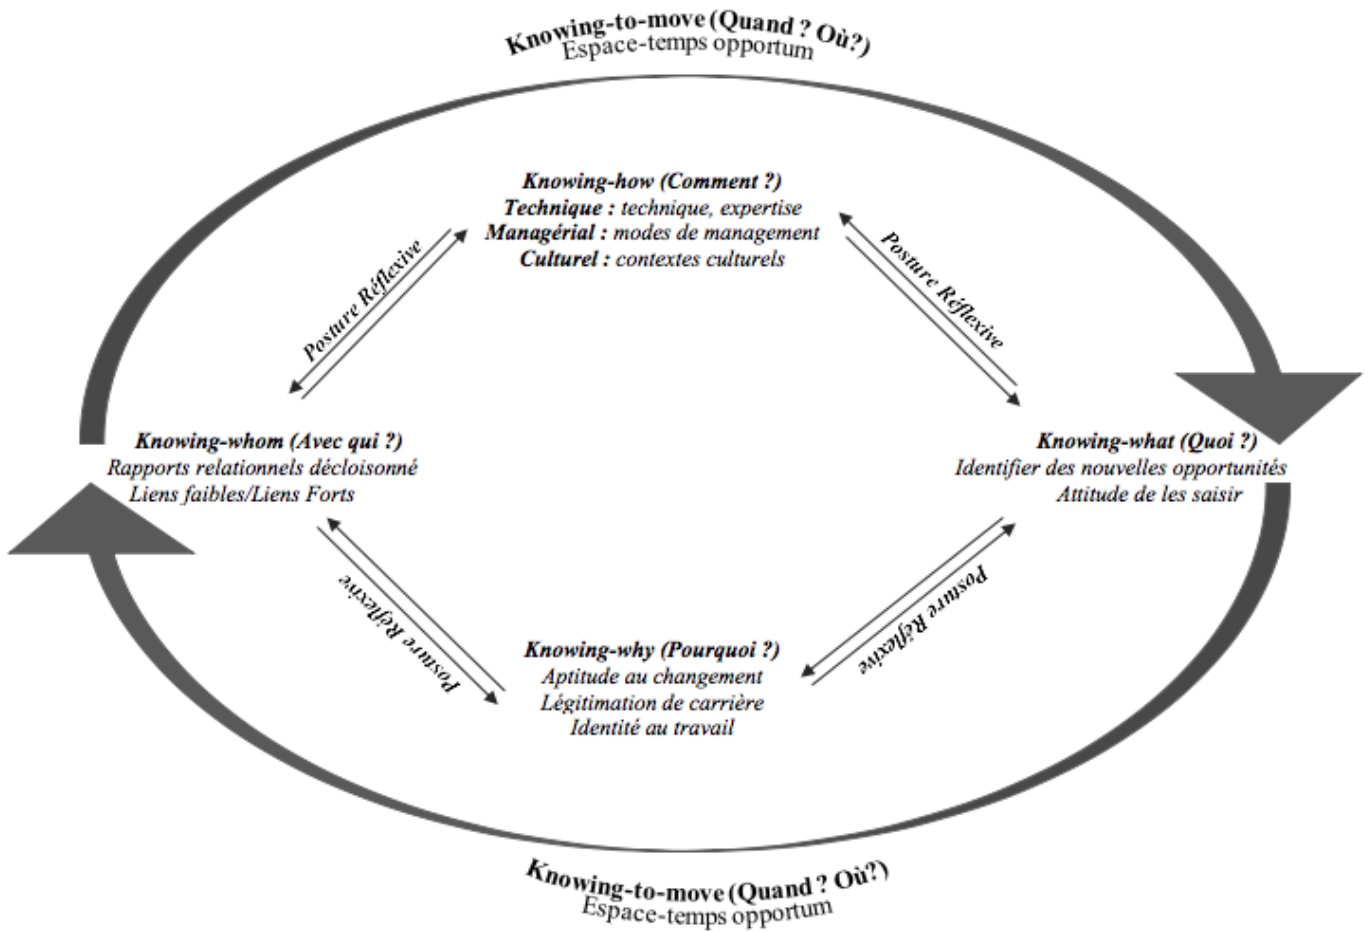 Knowing-to-move (Quand ? Où?)
Espace-temps opportum
Knowing-how (Comment ?)
Technique : technique, expertise
Managérial : modes de management
Culturel : contextes culturels
Posture Réflexive
Posture Réflexive
Knowing-whom (Avec qui ?)
Rapports relationnels décloisonné
Liens faibles/Liens Forts
Knowing-what (Quoi ?)
Identifier des nouvelles opportunités
Attitude de les saisir
Posture Réflexive
Posture Réflexive
Knowing-why (Pourquoi ?)
Aptitude au changement
Légitimation de carrière
Identité au travail
Knowing-to-move (Quand ? Où?)
Espace-temps opportum